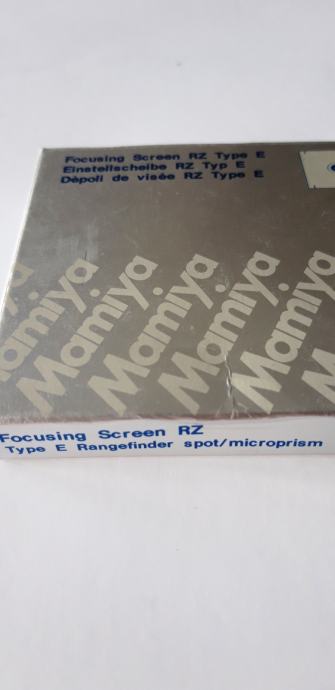 Focusing Screen RZ Type E
Einstellscheibe RZ Typ E
Dépoli de visée RZ Type E
Mamiya
Mamiya
Mamiya
Mamiya
Mamiya
Focusing Screen RZ
Type E Rangefinder spot/microprism